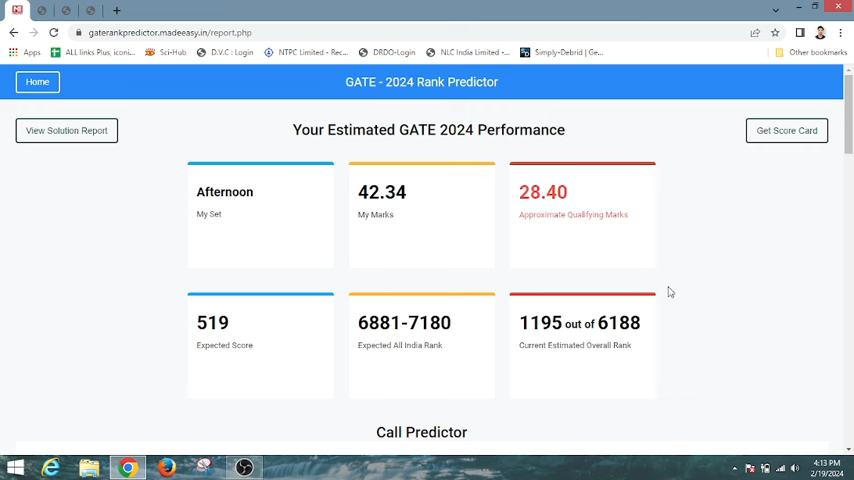 gaterankpredictor.madeeasy.in/report.php
Apps ALL links Plus, iconi... Sci-Hub D.V.C : Login NTPC Limited - Rec... DRDO-Login NLC India Limited -... Simply-Debrid | Ge... Other bookmarks
Home GATE - 2024 Rank Predictor
View Solution Report Your Estimated GATE 2024 Performance Get Score Card
Afternoon 42.34 28.40
My Set My Marks Approximate Qualifying Marks
519 6881-7180 1195 out of 6188
Expected Score Expected All India Rank Current Estimated Overall Rank
Call Predictor
4:13 PM
2/19/2024